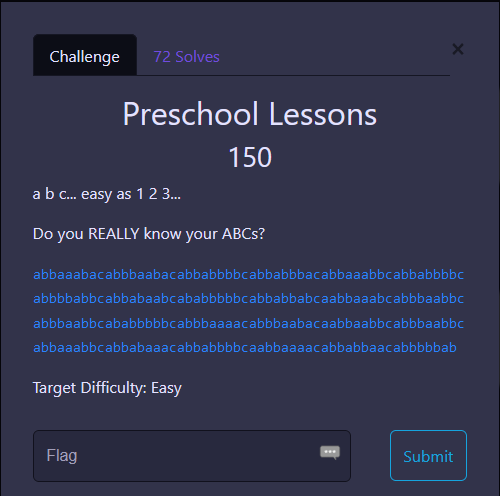 Challenge
72 Solves
×
Preschool Lessons
150
a b c... easy as 1 2 3...
Do you REALLY know your ABCs?
abbaaabacabbbaabacabbabbbbcabbabbbacabbaaabbcabbabbbbc
abbbbabbcabbabaabcababbbbbcabbabbabcaabbaaabcabbbaabbc
abbbaabbcababbbbbcabbbaaaacabbbaabacaabbaabbcabbbaabbc
abbaaabbcabbabaaacabbabbbbcaabbaaaacabbabbaacabbbbbab
Target Difficulty: Easy
Flag
Submit